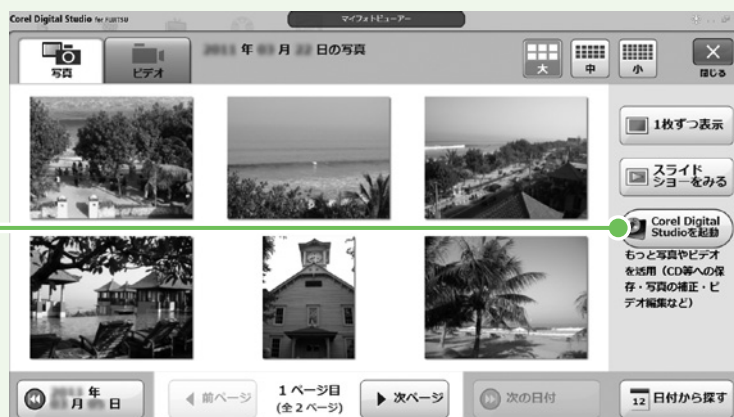 Corel Digital Studio for FUJITSU
マイフォトビューアー
写真
ビデオ
年 月 日の写真
大
中
小
閉じる
1枚ずつ表示
スライド
ショーをみる
Corel Digital
Studioを起動
もっと写真やビデオ
を活用（CD等への保
存・写真の補正・ビ
デオ編集など）
年
月 日
前ページ
1 ページ目
(全 2 ページ)
次ページ
次の日付
12 日付から探す